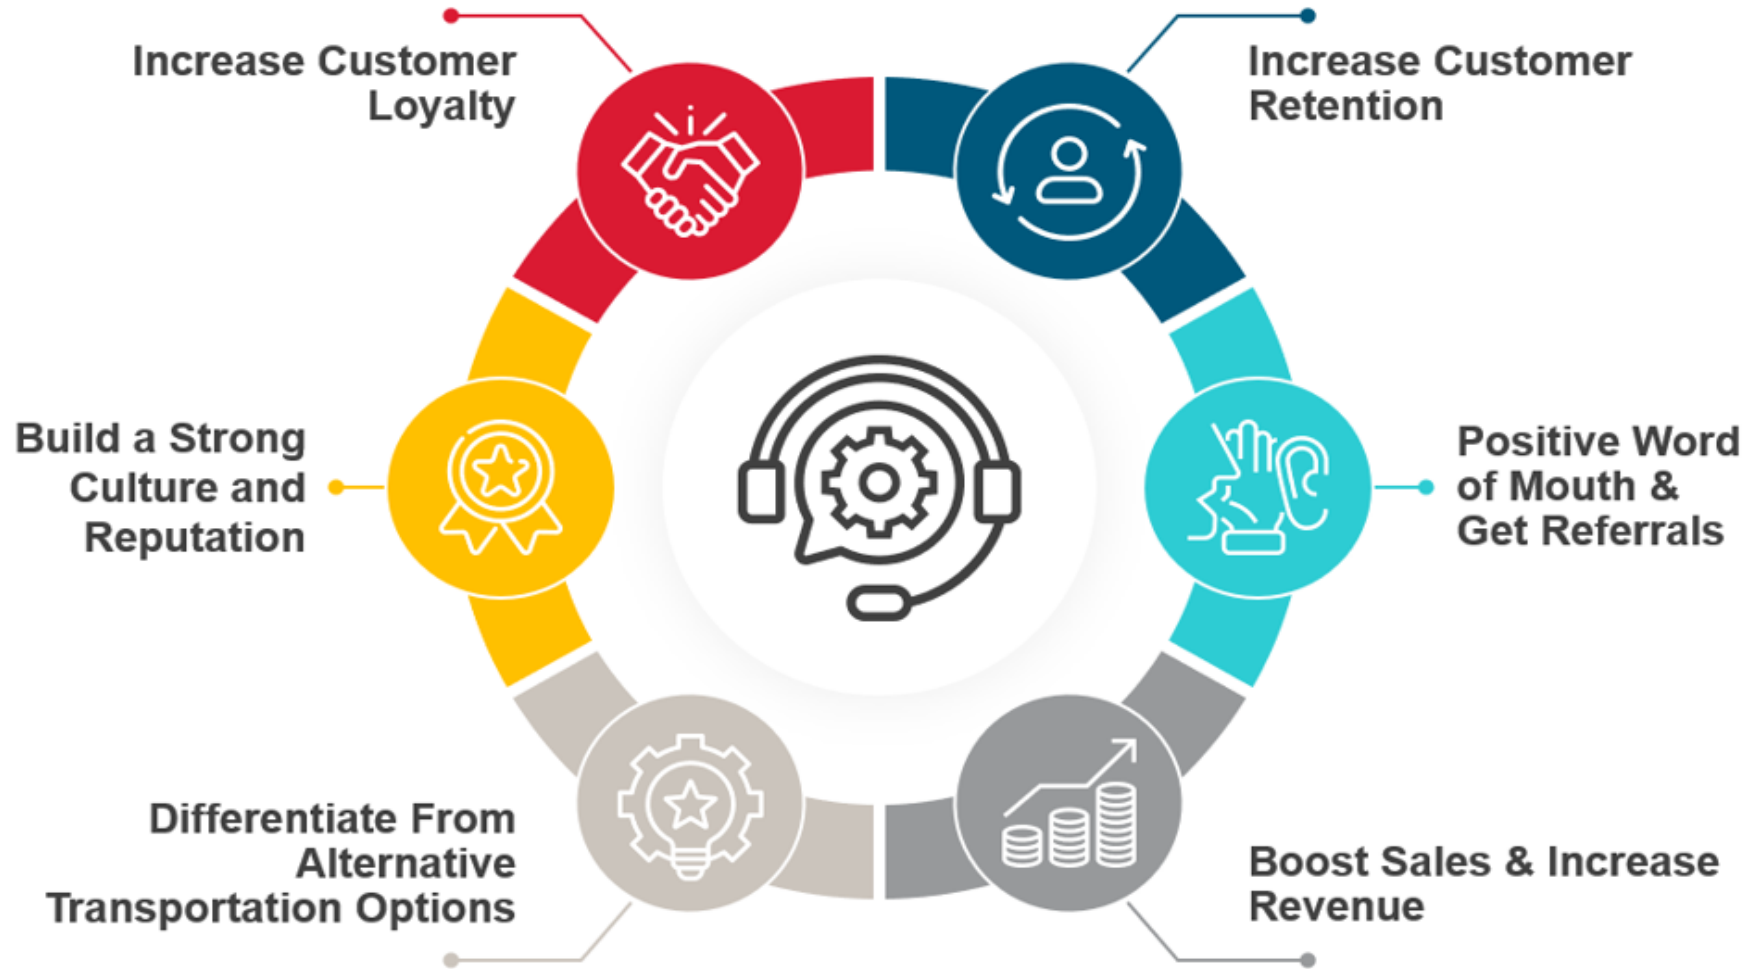 Increase Customer
Loyalty
Increase Customer
Retention
Build a Strong
Culture and
Reputation
Positive Word
of Mouth &
Get Referrals
Differentiate From
Alternative
Transportation Options
Boost Sales & Increase
Revenue